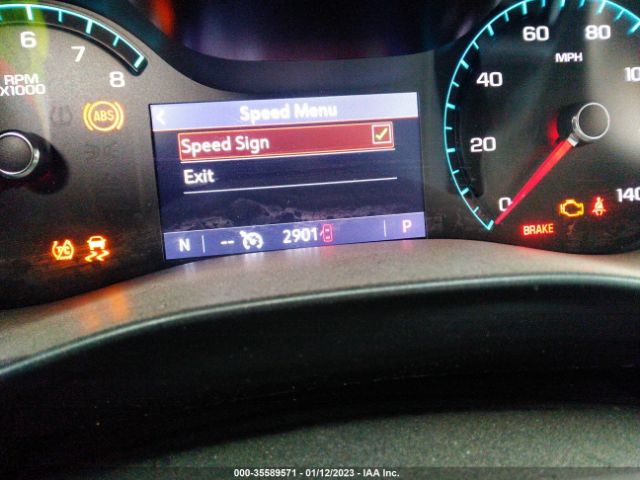 6
7
8
RPM
X1000
ABS
Speed Menu
Speed Sign
Exit
N
--
2901
P
0
20
40
60
80
MPH
140
BRAKE
000-35589571 - 01/12/2023 - IAA Inc.